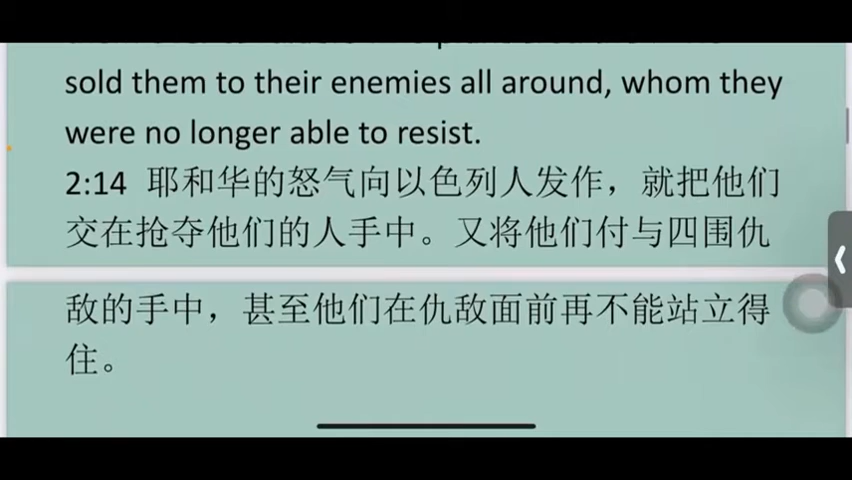 sold them to their enemies all around, whom they
were no longer able to resist.
2:14 耶和华的怒气向以色列人发作，就把他们
交在抢夺他们的人手中。又将他们付与四围仇
敌的手中，甚至他们在仇敌面前再不能站立得
住。